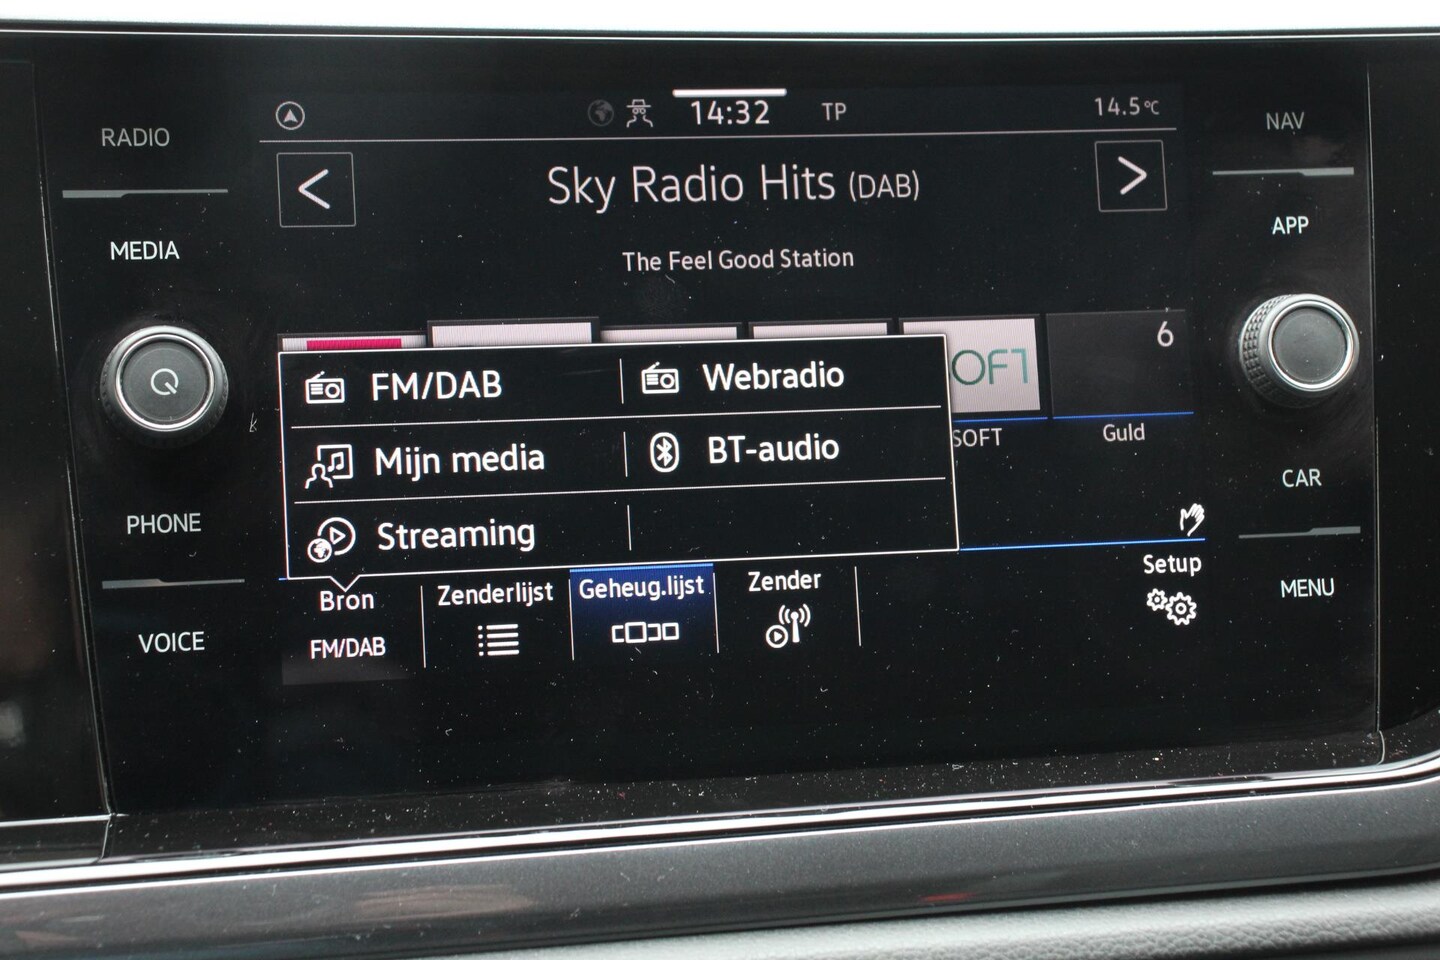 RADIO
MEDIA
PHONE
VOICE
14:32 TP 14.5°C
< Sky Radio Hits (DAB) >
The Feel Good Station
6
SOFT Guld
FM/DAB Webradio
Mijn media BT-audio
Streaming
Bron Zenderlijst Geheug.lijst Zender Setup
FM/DAB
NAV
APP
CAR
MENU